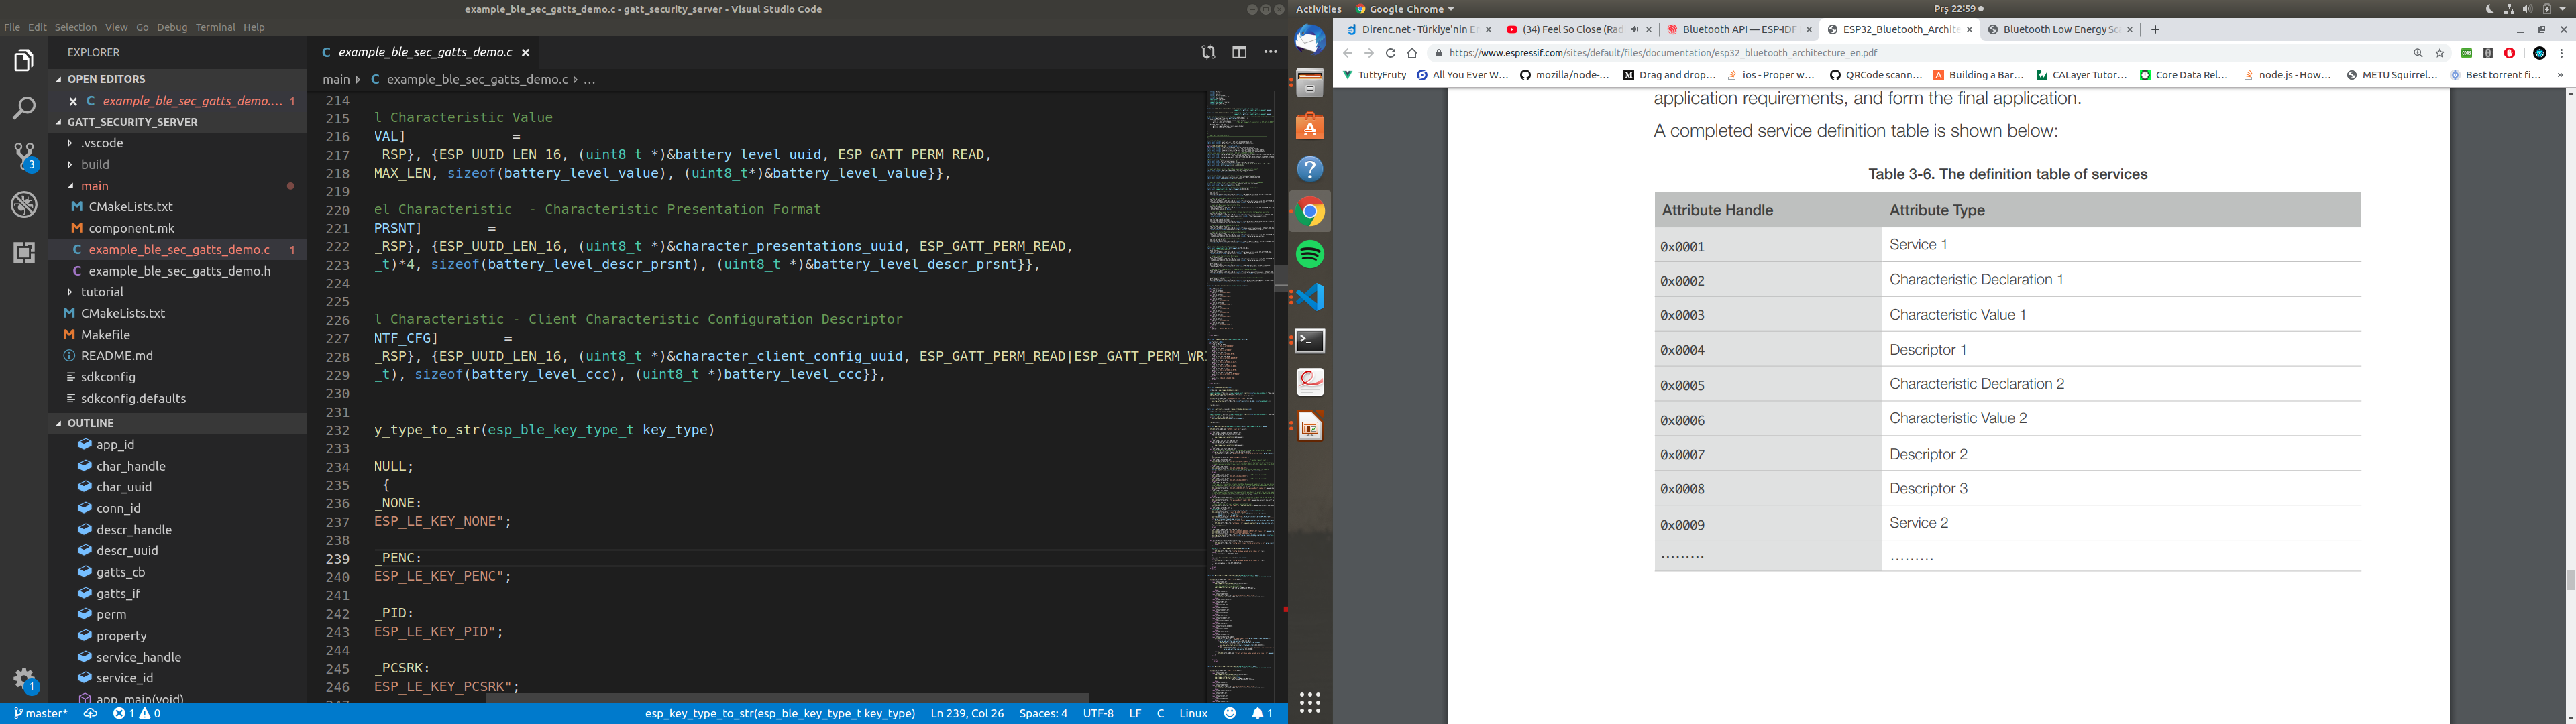 example_ble_sec_gatts_demo.c - gatt_security_server - Visual Studio Code
File Edit Selection View Go Debug Terminal Help
EXPLORER
OPEN EDITORS
example_ble_sec_gatts_demo.... 1
GATT_SECURITY_SERVER
.vscode
build
main
CMakeLists.txt
component.mk
example_ble_sec_gatts_demo.c 1
example_ble_sec_gatts_demo.h
tutorial
CMakeLists.txt
Makefile
README.md
sdkconfig
sdkconfig.defaults
OUTLINE
app_id
char_handle
char_uuid
conn_id
descr_handle
descr_uuid
gatts_cb
gatts_if
perm
property
service_handle
service_id
app_main(void)
3
1
example_ble_sec_gatts_demo.c
main example_ble_sec_gatts_demo.c ...
214
215 l Characteristic Value
216 VAL] =
217 _RSP}, {ESP_UUID_LEN_16, (uint8_t *)&battery_level_uuid, ESP_GATT_PERM_READ,
218 MAX_LEN, sizeof(battery_level_value), (uint8_t*)&battery_level_value}},
219
220 el Characteristic  - Characteristic Presentation Format
221 PRSNT] =
222 _RSP}, {ESP_UUID_LEN_16, (uint8_t *)&character_presentations_uuid, ESP_GATT_PERM_READ,
223 _t)*4, sizeof(battery_level_descr_prsnt), (uint8_t *)&battery_level_descr_prsnt}},
224
225
226 l Characteristic - Client Characteristic Configuration Descriptor
227 NTF_CFG] =
228 _RSP}, {ESP_UUID_LEN_16, (uint8_t *)&character_client_config_uuid, ESP_GATT_PERM_READ|ESP_GATT_PERM_WR
229 _t), sizeof(battery_level_ccc), (uint8_t *)battery_level_ccc}},
230
231
232 y_type_to_str(esp_ble_key_type_t key_type)
233
234 NULL;
235 {
236 _NONE:
237 ESP_LE_KEY_NONE";
238
239 _PENC:
240 ESP_LE_KEY_PENC";
241
242 _PID:
243 ESP_LE_KEY_PID";
244
245 _PCSRK:
246 ESP_LE_KEY_PCSRK";
master* 1 0
esp_key_type_to_str(esp_ble_key_type_t key_type) Ln 239, Col 26 Spaces: 4 UTF-8 LF C Linux 1
Activities Google Chrome Prş 22:59
Direnc.net - Türkiye'nin E
(34) Feel So Close (Rad
Bluetooth API — ESP-IDF
ESP32_Bluetooth_Archite
Bluetooth Low Energy Sc
https://www.espressif.com/sites/default/files/documentation/esp32_bluetooth_architecture_en.pdf
TuttyFruty All You Ever W... mozilla/node-... Drag and drop... ios - Proper w... QRCode scann... Building a Bar... CALayer Tutor... Core Data Rel... node.js - How... METU Squirrel... Best torrent fi... »
application requirements, and form the final application.
A completed service definition table is shown below:
Table 3-6. The definition table of services
Attribute Handle Attribute Type
0x0001 Service 1
0x0002 Characteristic Declaration 1
0x0003 Characteristic Value 1
0x0004 Descriptor 1
0x0005 Characteristic Declaration 2
0x0006 Characteristic Value 2
0x0007 Descriptor 2
0x0008 Descriptor 3
0x0009 Service 2
......... .........